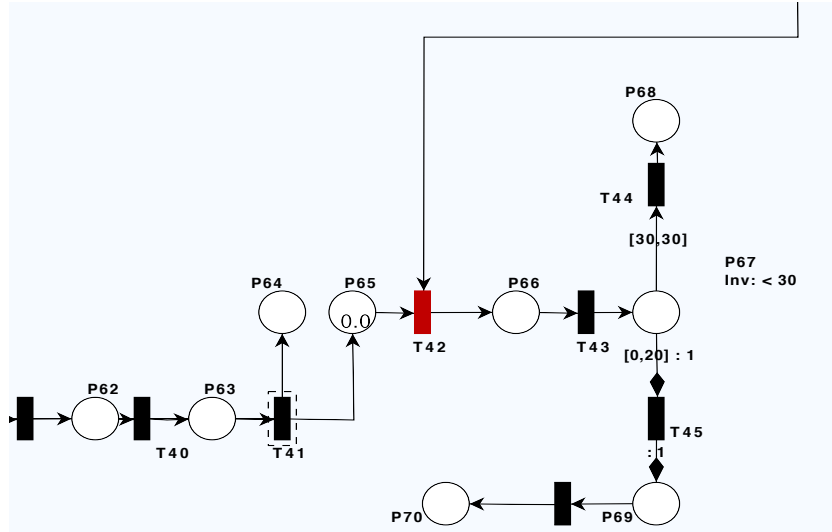 P68
T44
[30,30]
P67
Inv: < 30
P64
P65
P66
0.0
T42
T43
[0,20] : 1
P62
P63
T45
T40
T41
: 1
P70
P69